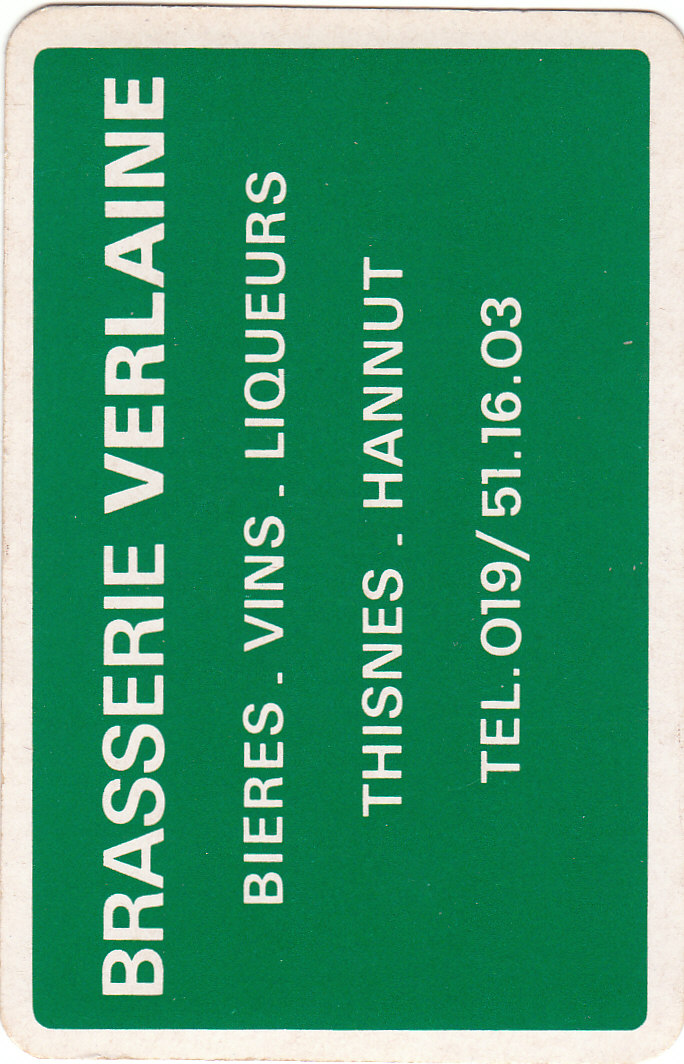 BRASSERIE VERLAINE
BIERES. VINS. LIQUEURS
THISNES. HANNUT
TEL. 019/ 51.16.03